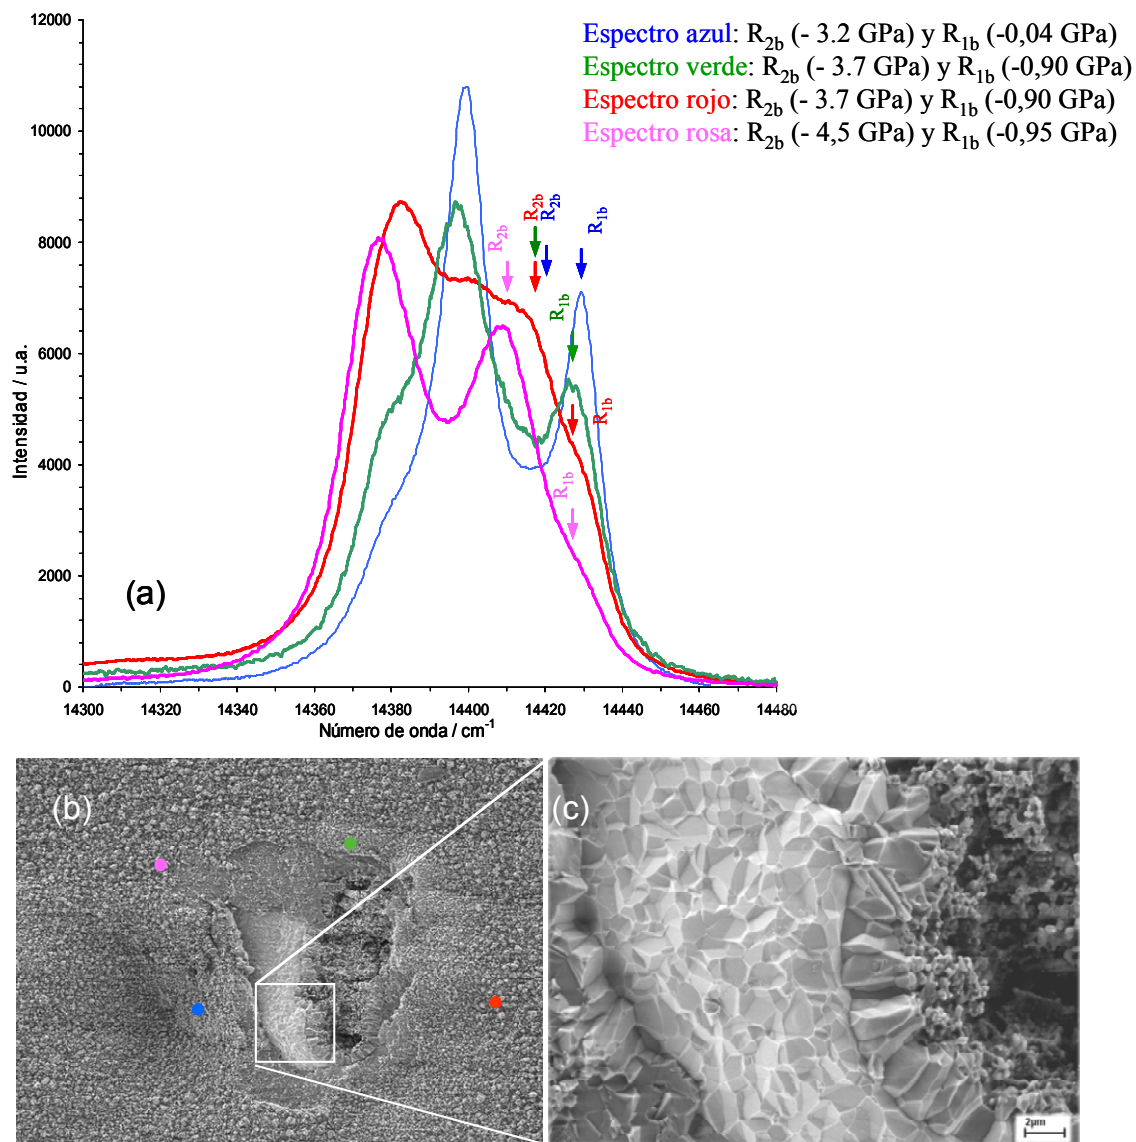 12000
10000
8000
6000
4000
2000
0
Intensidad / u.a.
Espectro azul: R2b (- 3.2 GPa) y R1b (-0,04 GPa)
Espectro verde: R2b (- 3.7 GPa) y R1b (-0,90 GPa)
Espectro rojo: R2b (- 3.7 GPa) y R1b (-0,90 GPa)
Espectro rosa: R2b (- 4,5 GPa) y R1b (-0,95 GPa)
R2b
R2b
R2b
R1b
R1b
R1b
R1b
(a)
14300 14320 14340 14360 14380 14400 14420 14440 14460 14480
Número de onda / cm-1
(b)
(c)
2µm